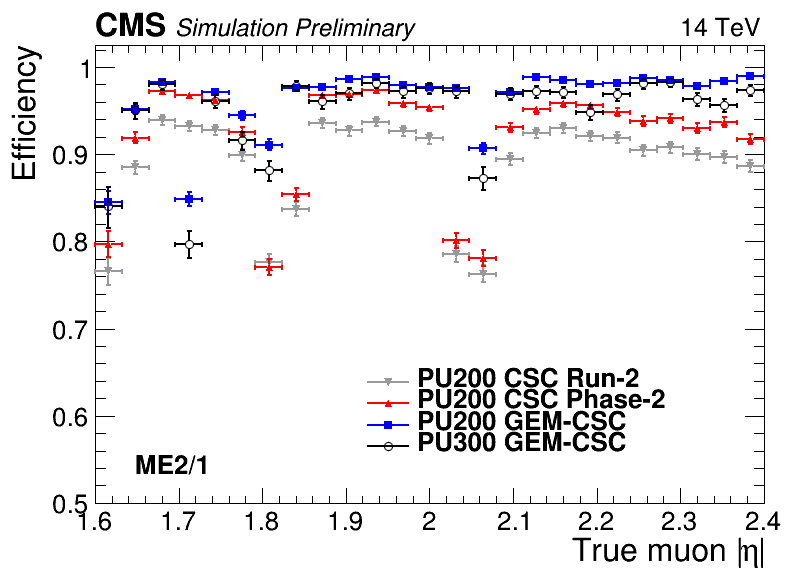 CMS Simulation Preliminary 14 TeV
Efficiency
1
0.9
0.8
0.7
0.6
0.5
PU200 CSC Run-2
PU200 CSC Phase-2
PU200 GEM-CSC
PU300 GEM-CSC
ME2/1
1.6 1.7 1.8 1.9 2 2.1 2.2 2.3 2.4
True muon |η|